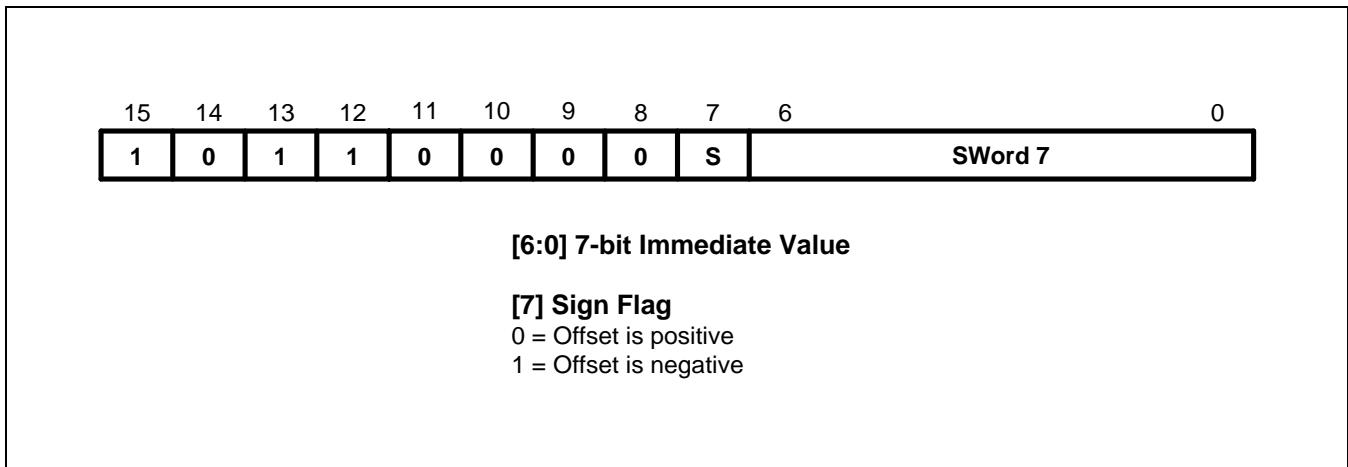 15 14 13 12 11 10 9 8 7 6 0
1 0 1 1 0 0 0 0 S SWord 7
[6:0] 7-bit Immediate Value
[7] Sign Flag
0 = Offset is positive
1 = Offset is negative